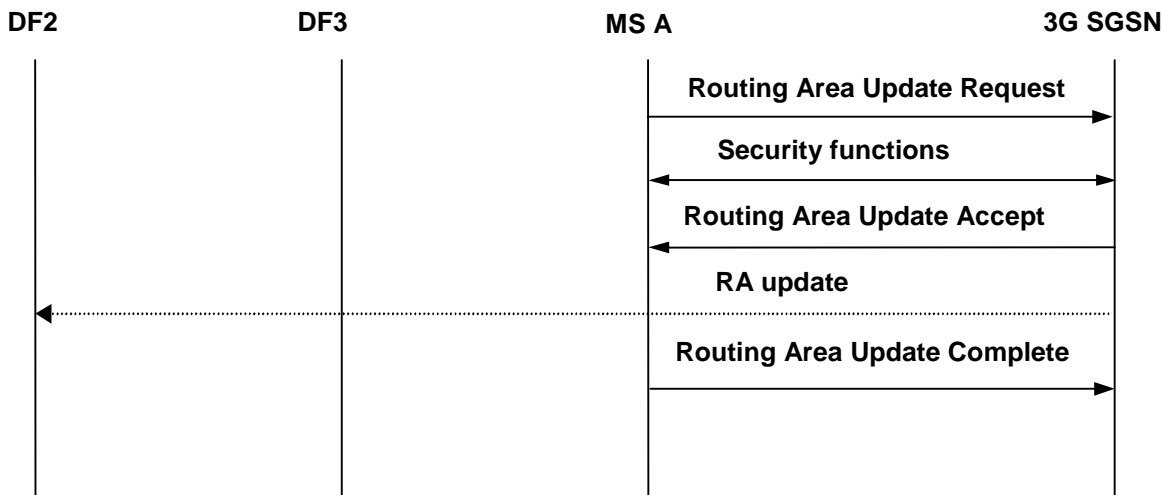 DF2 DF3 MS A 3G SGSN
Routing Area Update Request
Security functions
Routing Area Update Accept
RA update
Routing Area Update Complete